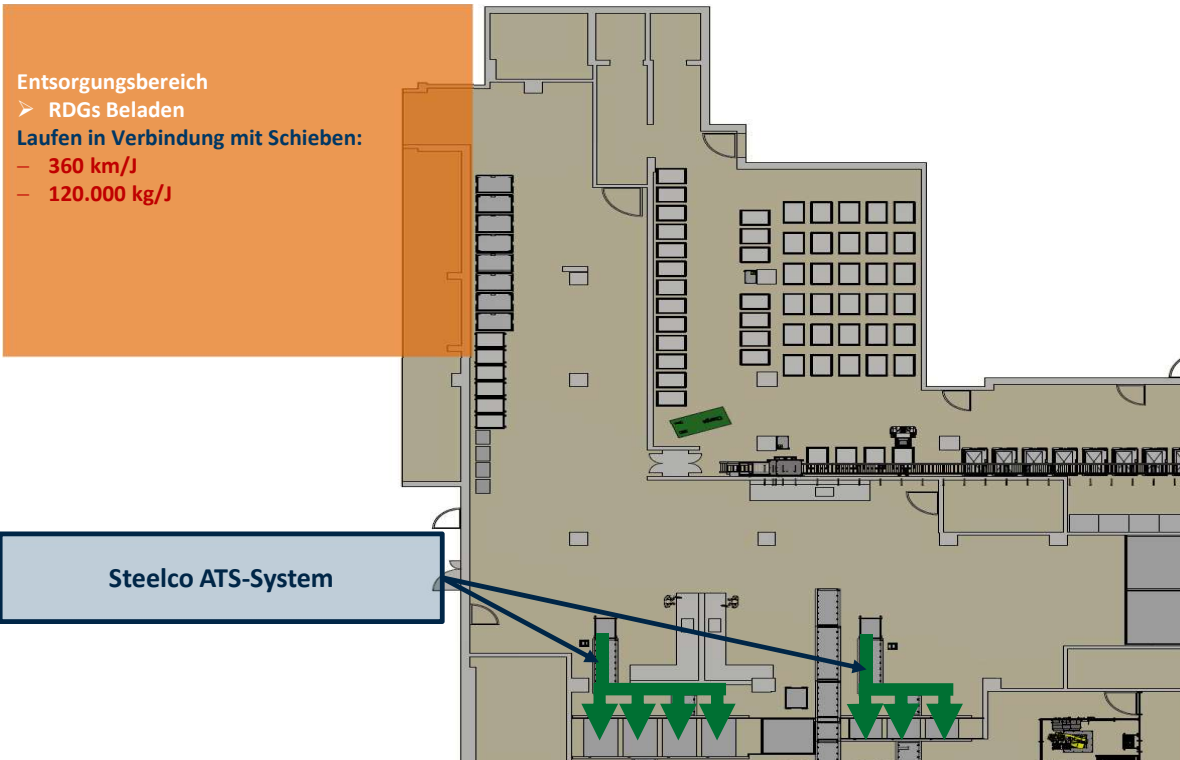 Entsorgungsbereich
➢ RDGs Beladen
Laufen in Verbindung mit Schieben:
– 360 km/J
– 120.000 kg/J
Steelco ATS-System